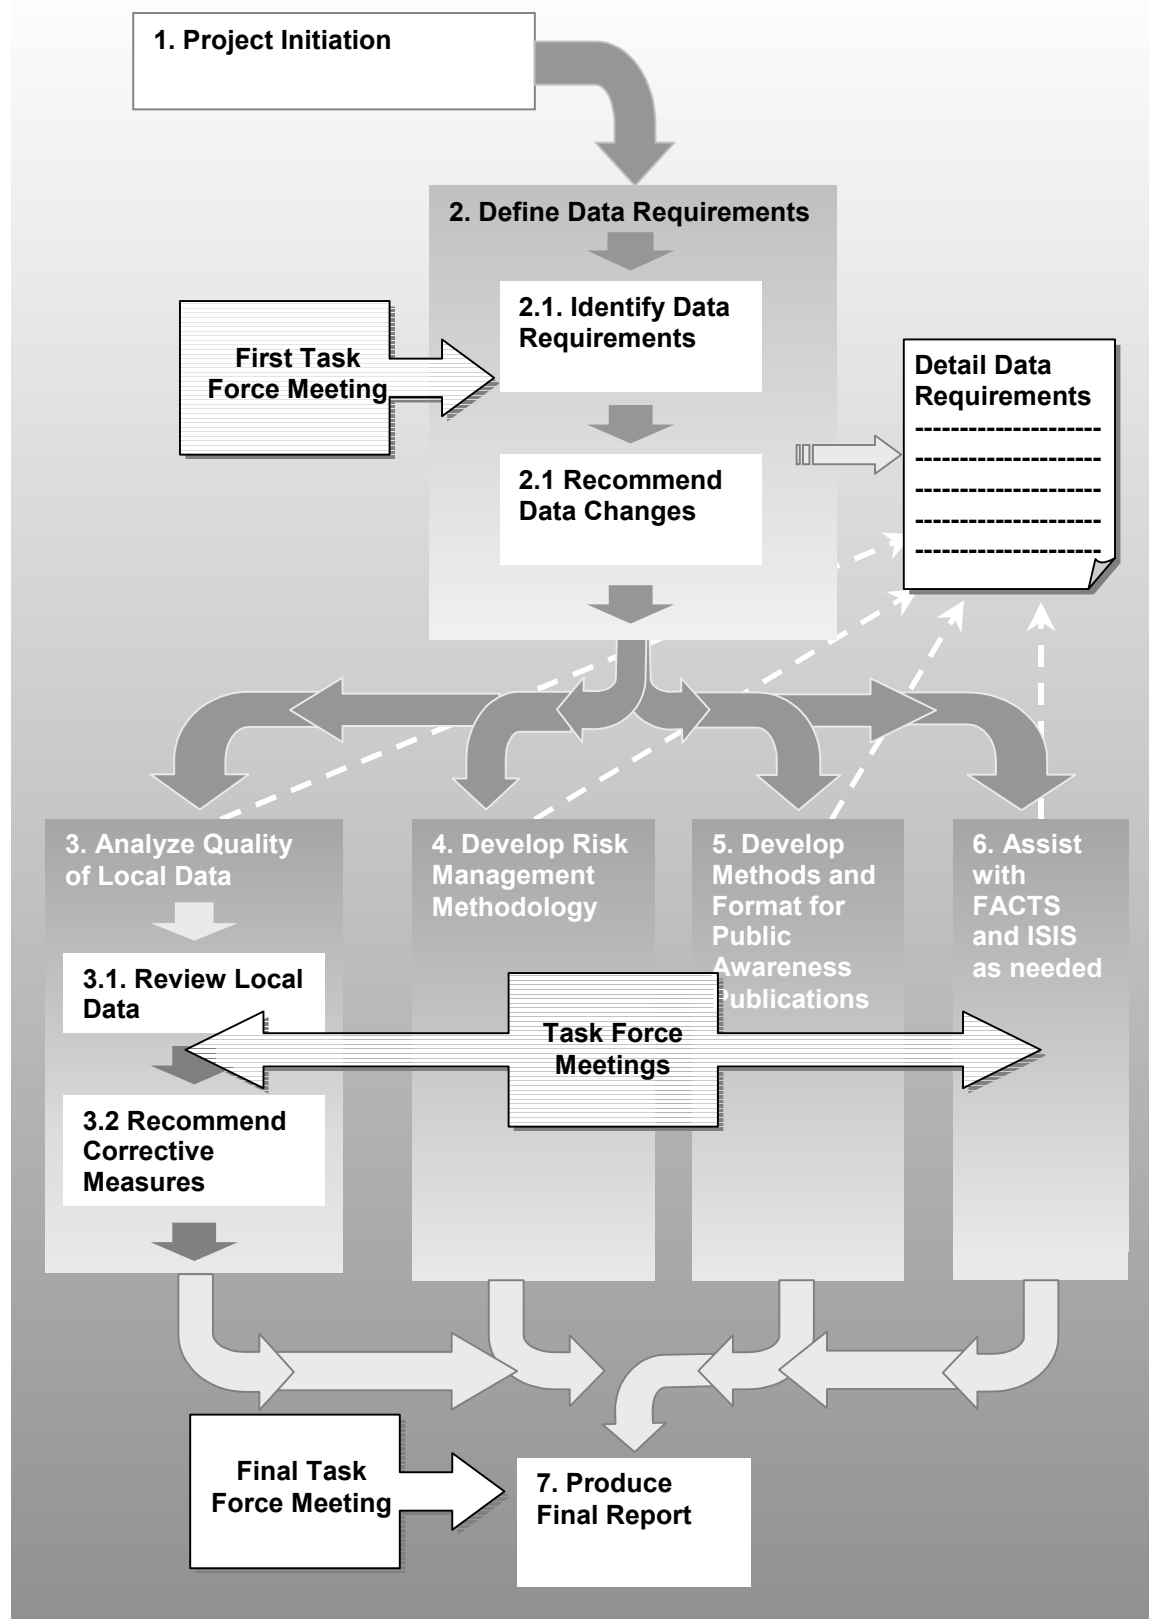 1. Project Initiation
2. Define Data Requirements
2.1. Identify Data
Requirements
First Task
Force Meeting
Detail Data
Requirements
---------------------
---------------------
---------------------
---------------------
---------------------
2.1 Recommend
Data Changes
3. Analyze Quality
of Local Data
4. Develop Risk
Management
Methodology
5. Develop
Methods and
Format for
Public
Awareness
Publications
6. Assist
with
FACTS
and ISIS
as needed
3.1. Review Local
Data
Task Force
Meetings
3.2 Recommend
Corrective
Measures
Final Task
Force Meeting
7. Produce
Final Report